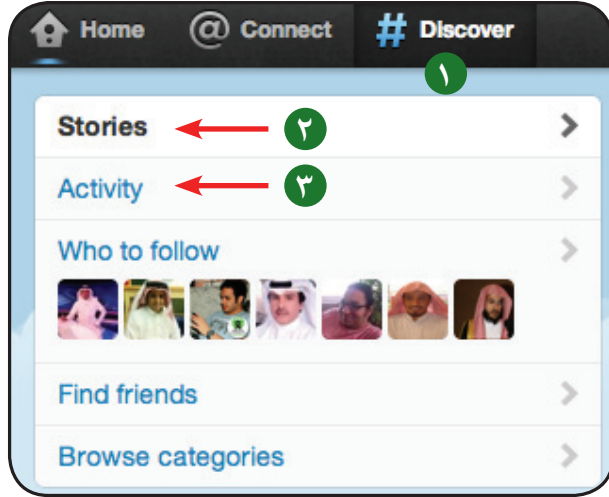 Home @ Connect # Discover
١
Stories ٢
Activity ٣
Who to follow
Find friends
Browse categories